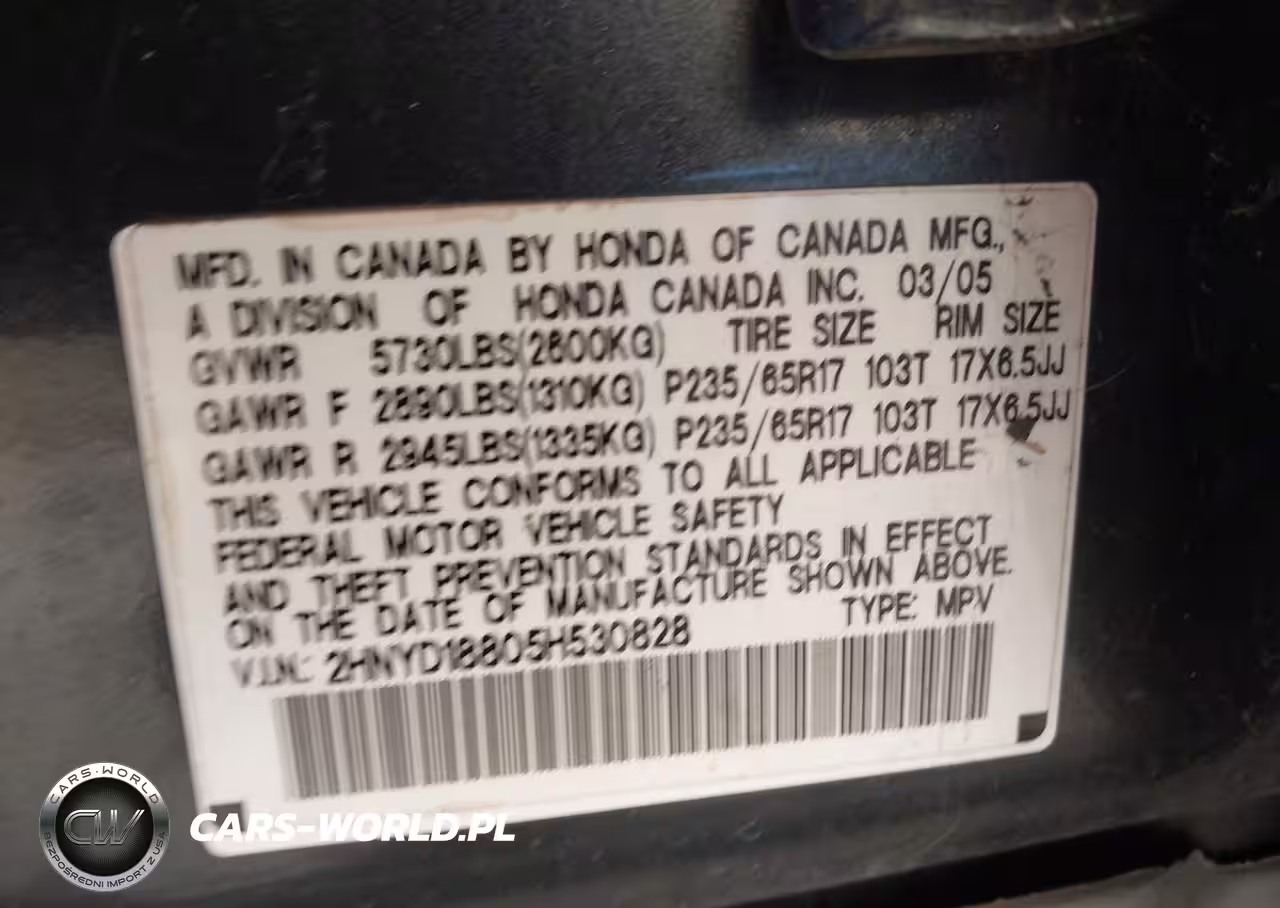 MFD. IN CANADA BY HONDA OF CANADA MFG.,
A DIVISION OF HONDA CANADA INC. 03/05
GVWR 5730LBS(2600KG) TIRE SIZE RIM SIZE
GAWR F 2890LBS(1310KG) P235/65R17 103T 17X6.5JJ
GAWR R 2945LBS(1335KG) P235/65R17 103T 17X6.5JJ
THIS VEHICLE CONFORMS TO ALL APPLICABLE
FEDERAL MOTOR VEHICLE SAFETY
AND THEFT PREVENTION STANDARDS IN EFFECT
ON THE DATE OF MANUFACTURE SHOWN ABOVE.
V.I.N.: 2HNYD18805H530828 TYPE: MPV
CARS-WORLD
CW
BEZPOŚREDNI IMPORT Z USA
CARS-WORLD.PL